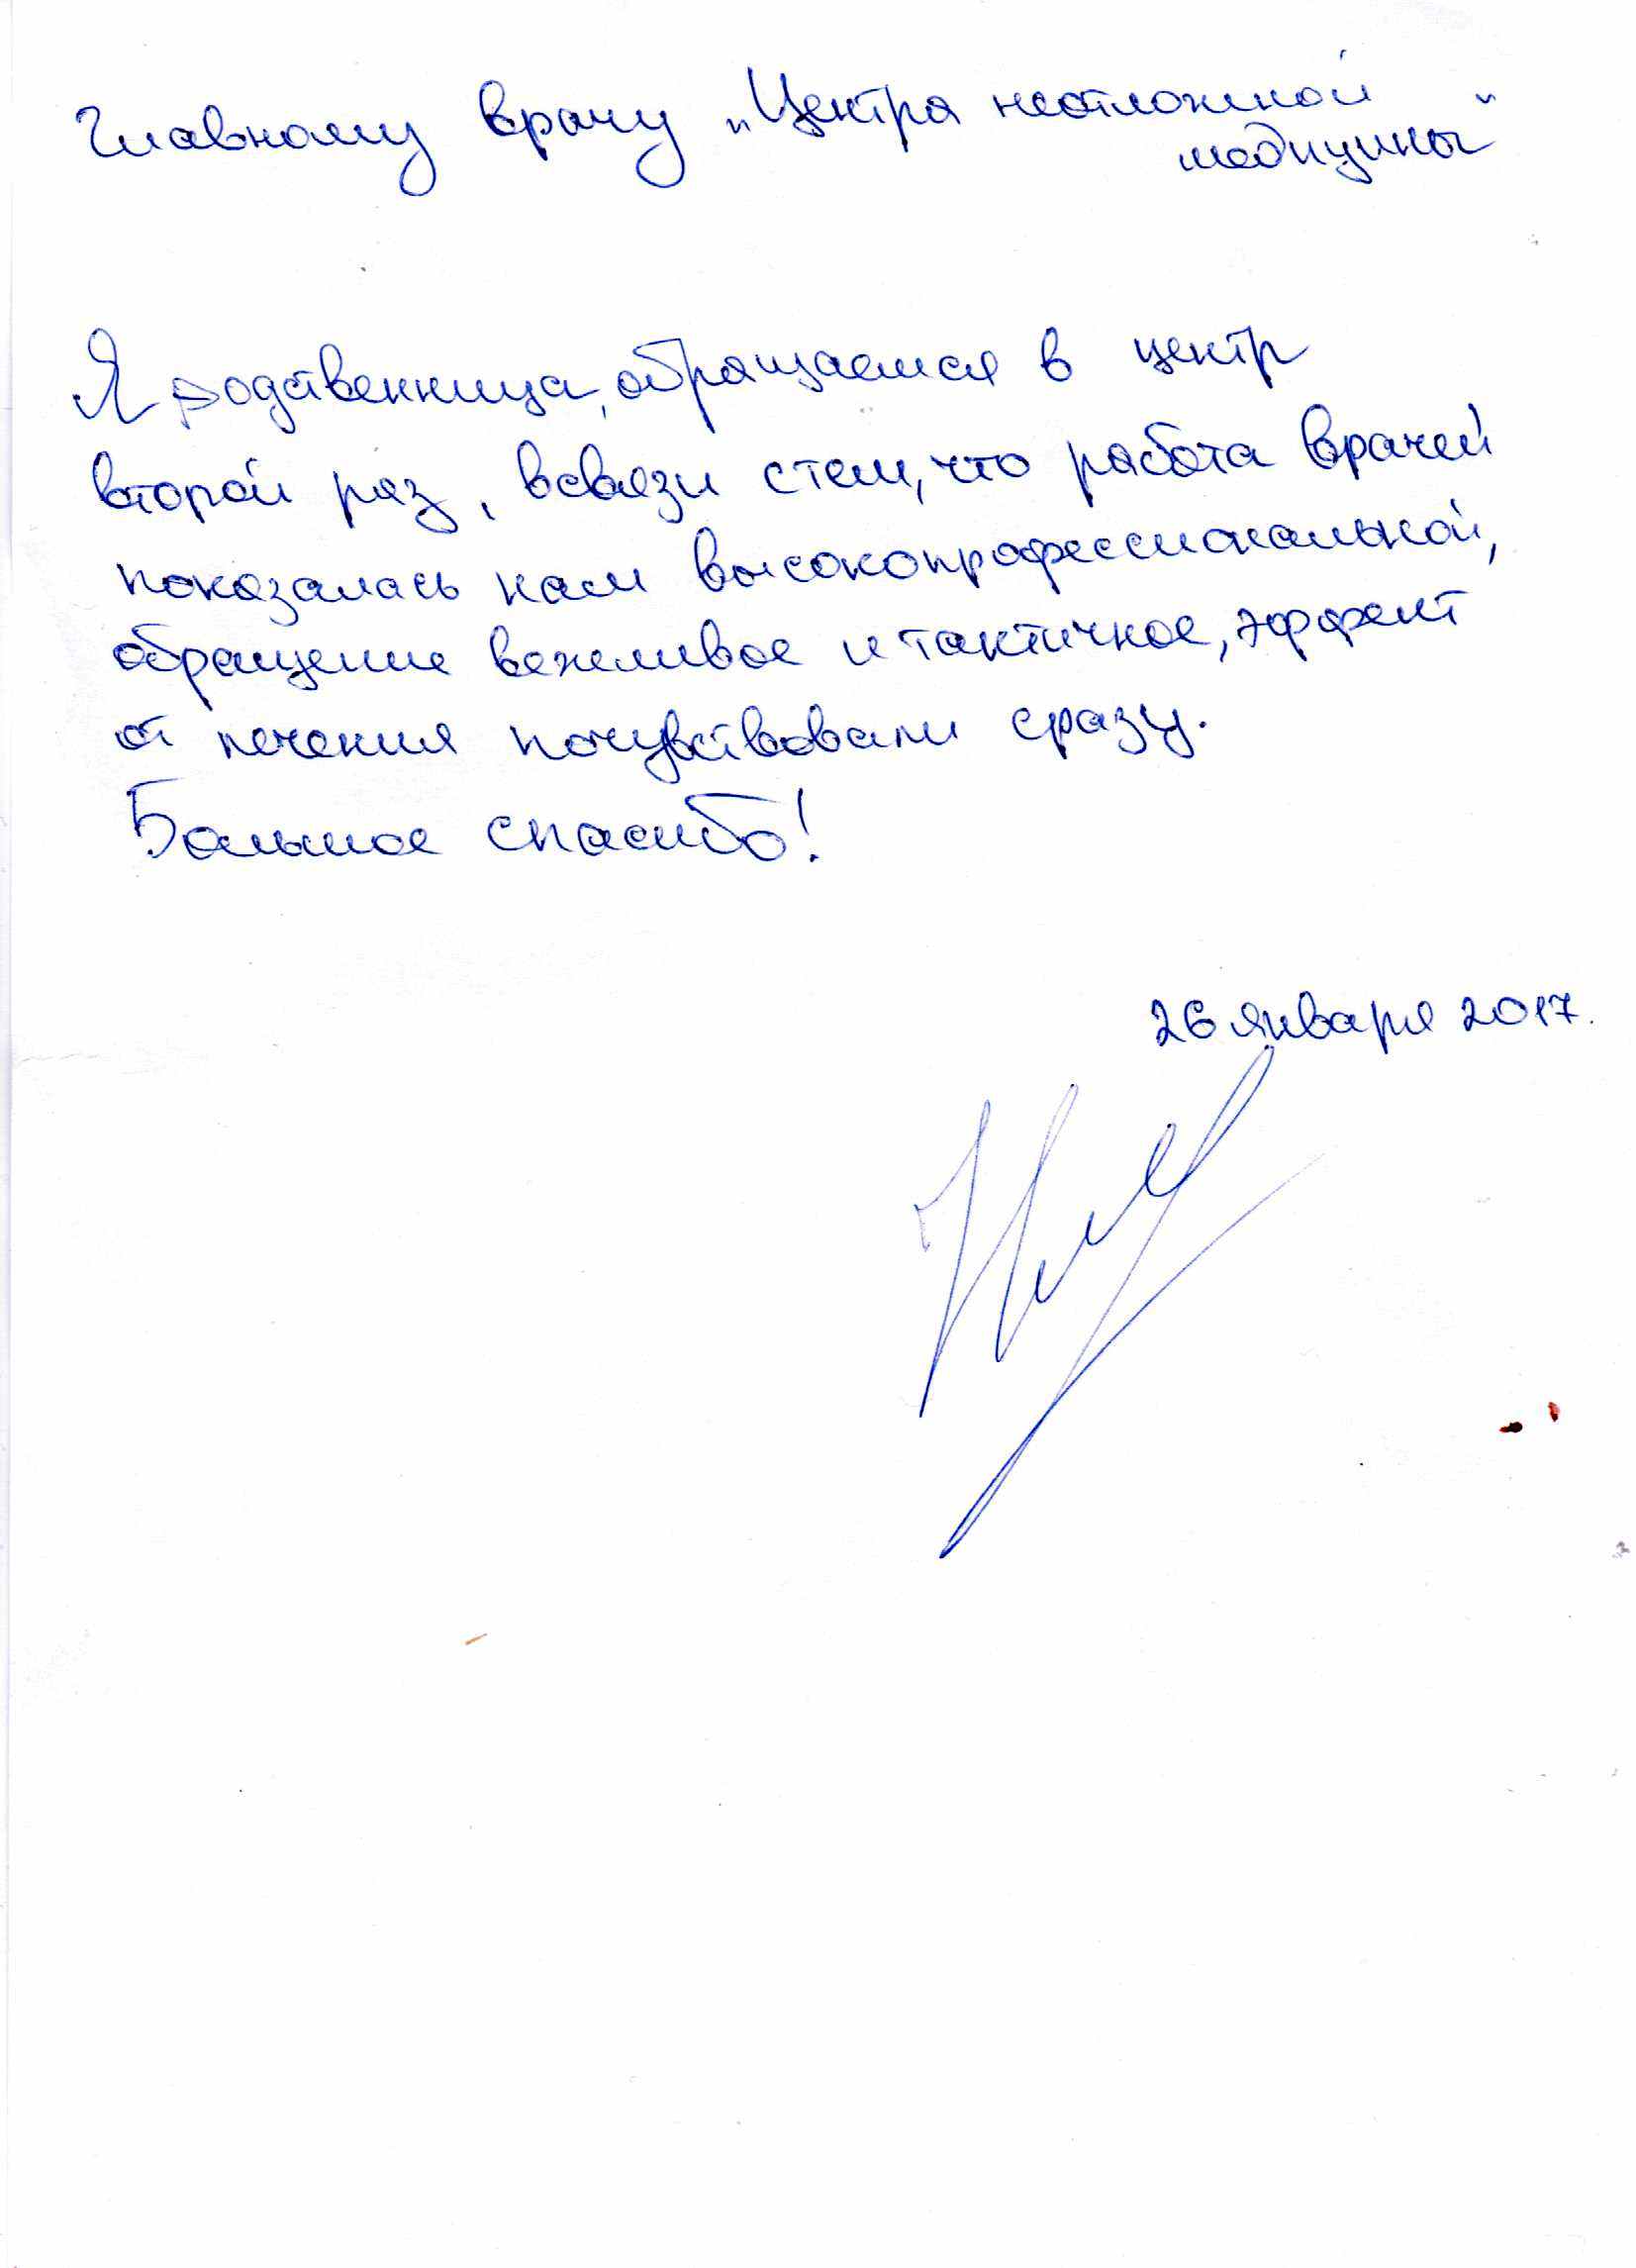 Главному врачу „Центра неотложной
медицины"
Я родственница, обращаемся в центр
второй раз, всвязи стем, что работа врачей
показалась нам высокопрофессиональной,
обращение вежливое и тактичное, эффект
от лечения почувствовали сразу.
Большое спасибо!
26 января 2017.